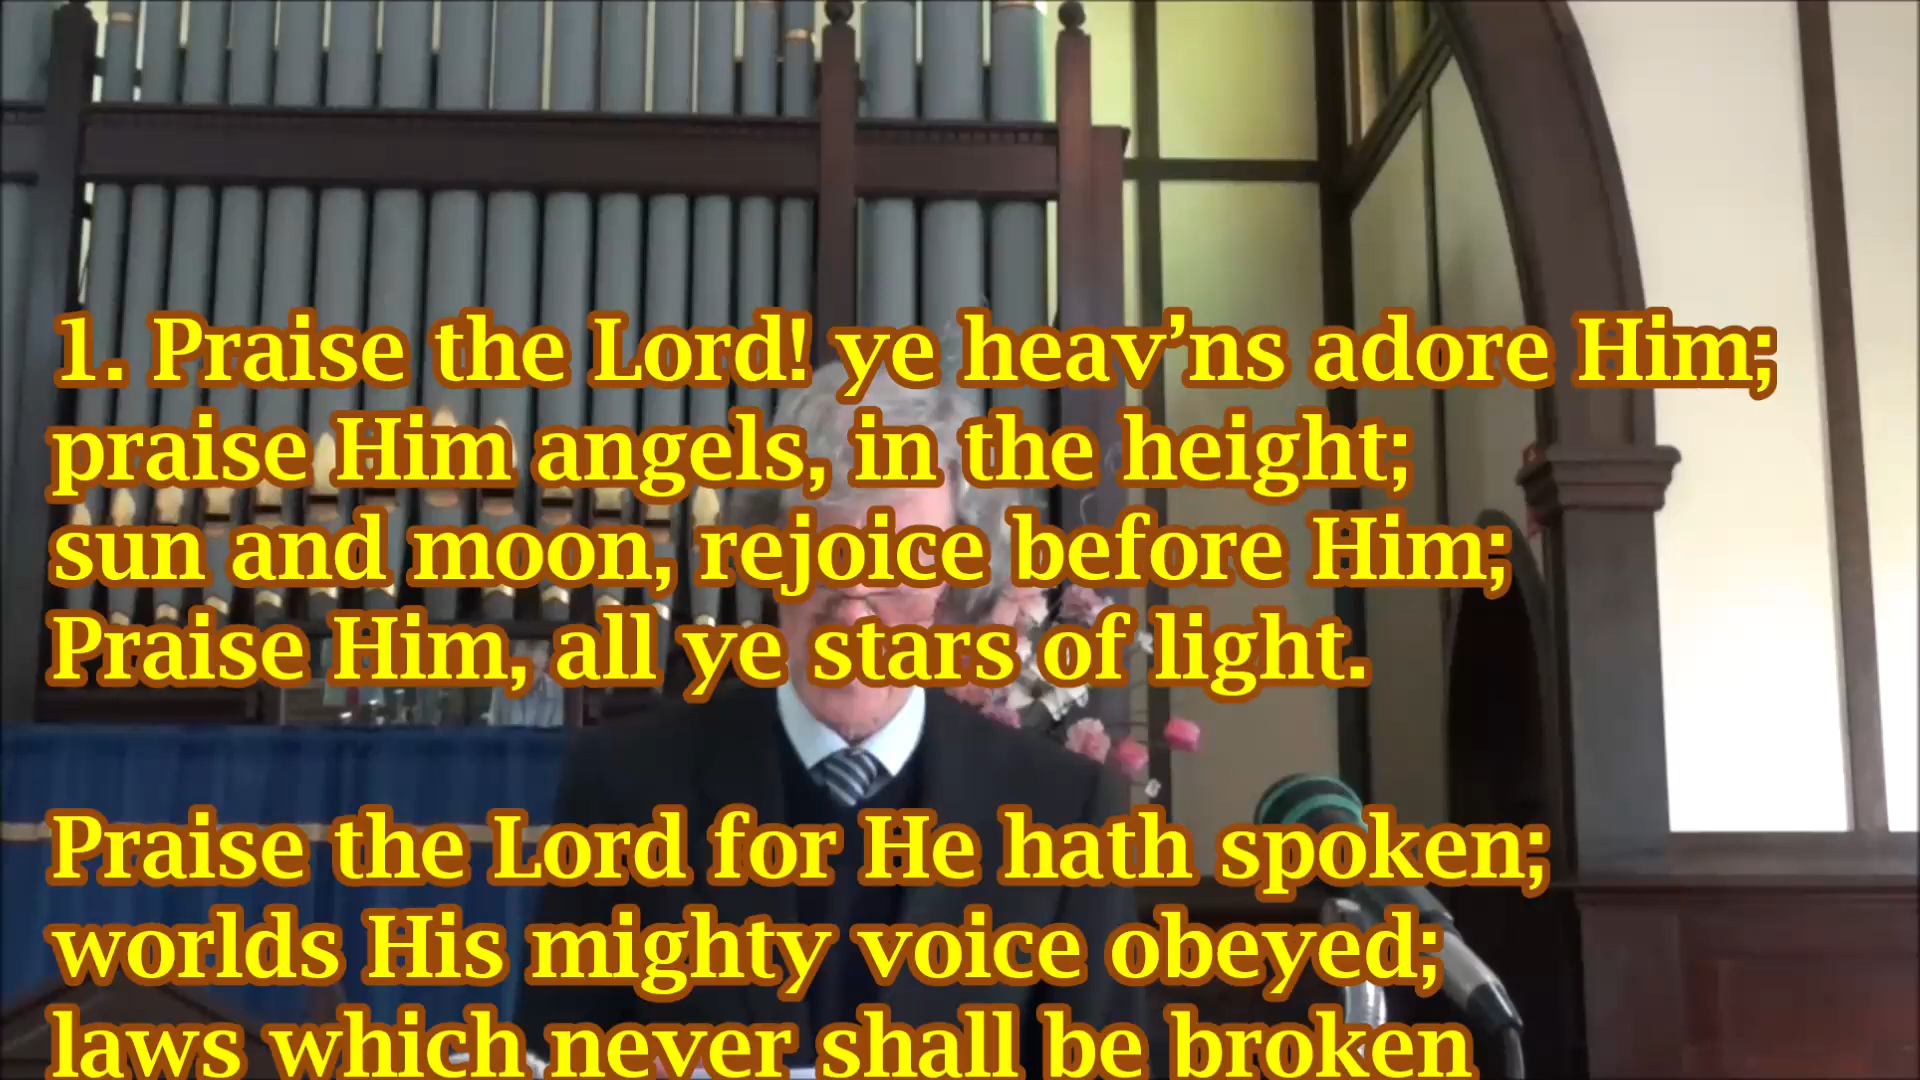 1. Praise the Lord! ye heav’ns adore Him;
praise Him angels, in the height;
sun and moon, rejoice before Him;
Praise Him, all ye stars of light.
Praise the Lord for He hath spoken;
worlds His mighty voice obeyed;
laws which never shall be broken